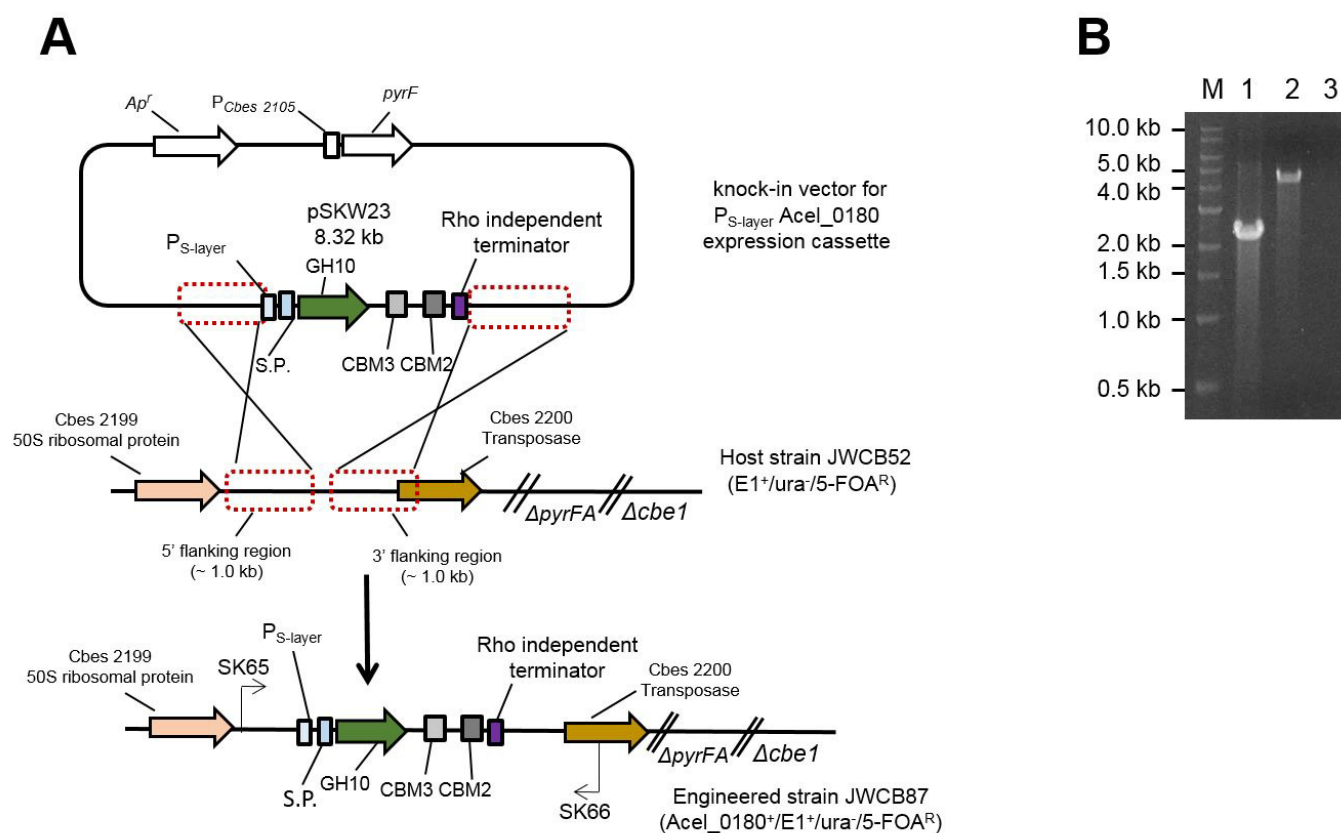 A
Apʳ
P Cbes 2105
pyrF
pSKW23
8.32 kb
P S-layer
GH10
Rho independent
terminator
S.P.
CBM3
CBM2
knock-in vector for
P S-layer Acel_0180
expression cassette
Cbes 2199
50S ribosomal protein
Cbes 2200
Transposase
ΔpyrFA
Δcbe1
Host strain JWCB52
(E1⁺/ura⁻/5-FOAᴿ)
5' flanking region
(~ 1.0 kb)
3' flanking region
(~ 1.0 kb)
Cbes 2199
50S ribosomal protein
SK65
P S-layer
Rho independent
terminator
Cbes 2200
Transposase
S.P.
GH10
CBM3
CBM2
SK66
ΔpyrFA
Δcbe1
Engineered strain JWCB87
(Acel_0180⁺/E1⁺/ura⁻/5-FOAᴿ)
B
M 1 2 3
10.0 kb
5.0 kb
4.0 kb
2.0 kb
1.5 kb
1.0 kb
0.5 kb